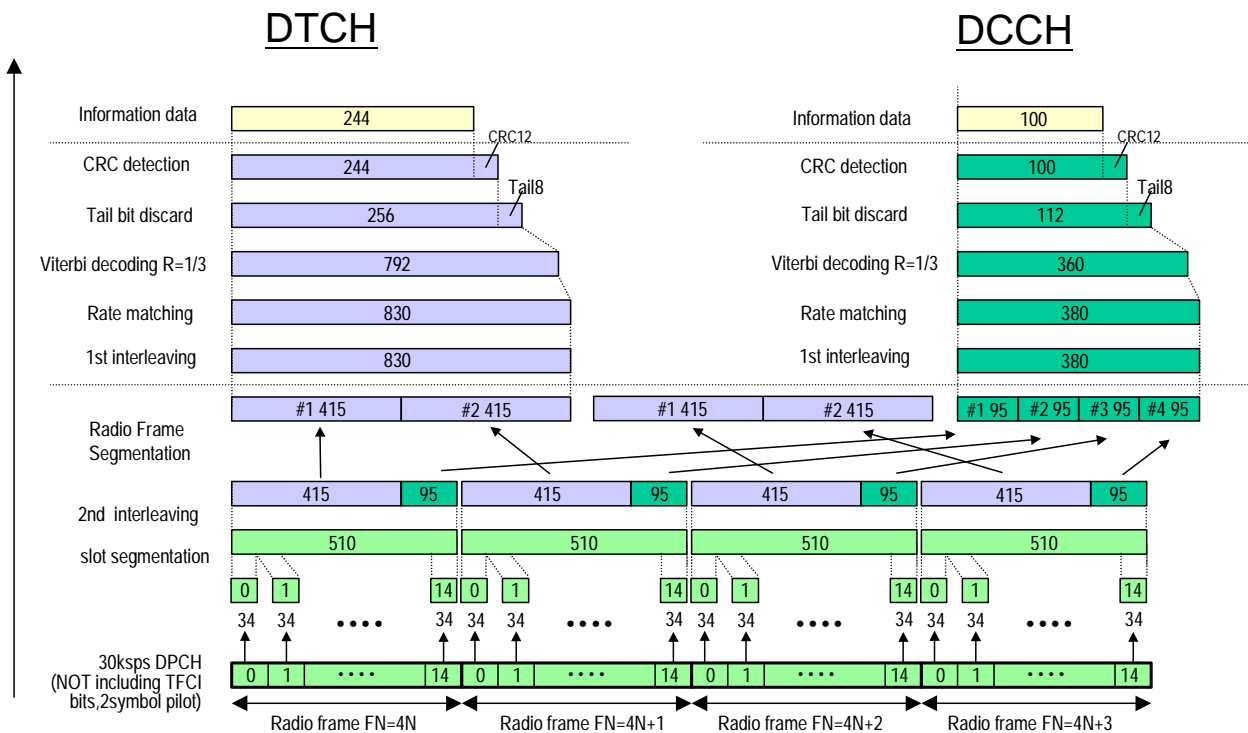 DTCH DCCH
Information data 244 Information data 100
CRC12 CRC12
CRC detection 244 CRC detection 100
Tail8 Tail8
Tail bit discard 256 Tail bit discard 112
Viterbi decoding R=1/3 792 Viterbi decoding R=1/3 360
Rate matching 830 Rate matching 380
1st interleaving 830 1st interleaving 380
#1 415 #2 415 #1 415 #2 415 #1 95 #2 95 #3 95 #4 95
Radio Frame
Segmentation
415 95 415 95 415 95 415 95
2nd interleaving
510 510 510 510
slot segmentation
0 1 14 0 1 14 0 1 14 0 1 14
34 34 •••• 34 34 34 •••• 34 34 34 •••• 34 34 34 •••• 34
30ksps DPCH
(NOT including TFCI
bits,2symbol pilot)
0 1 •••• 14 0 1 •••• 14 0 1 •••• 14 0 1 •••• 14
Radio frame FN=4N Radio frame FN=4N+1 Radio frame FN=4N+2 Radio frame FN=4N+3